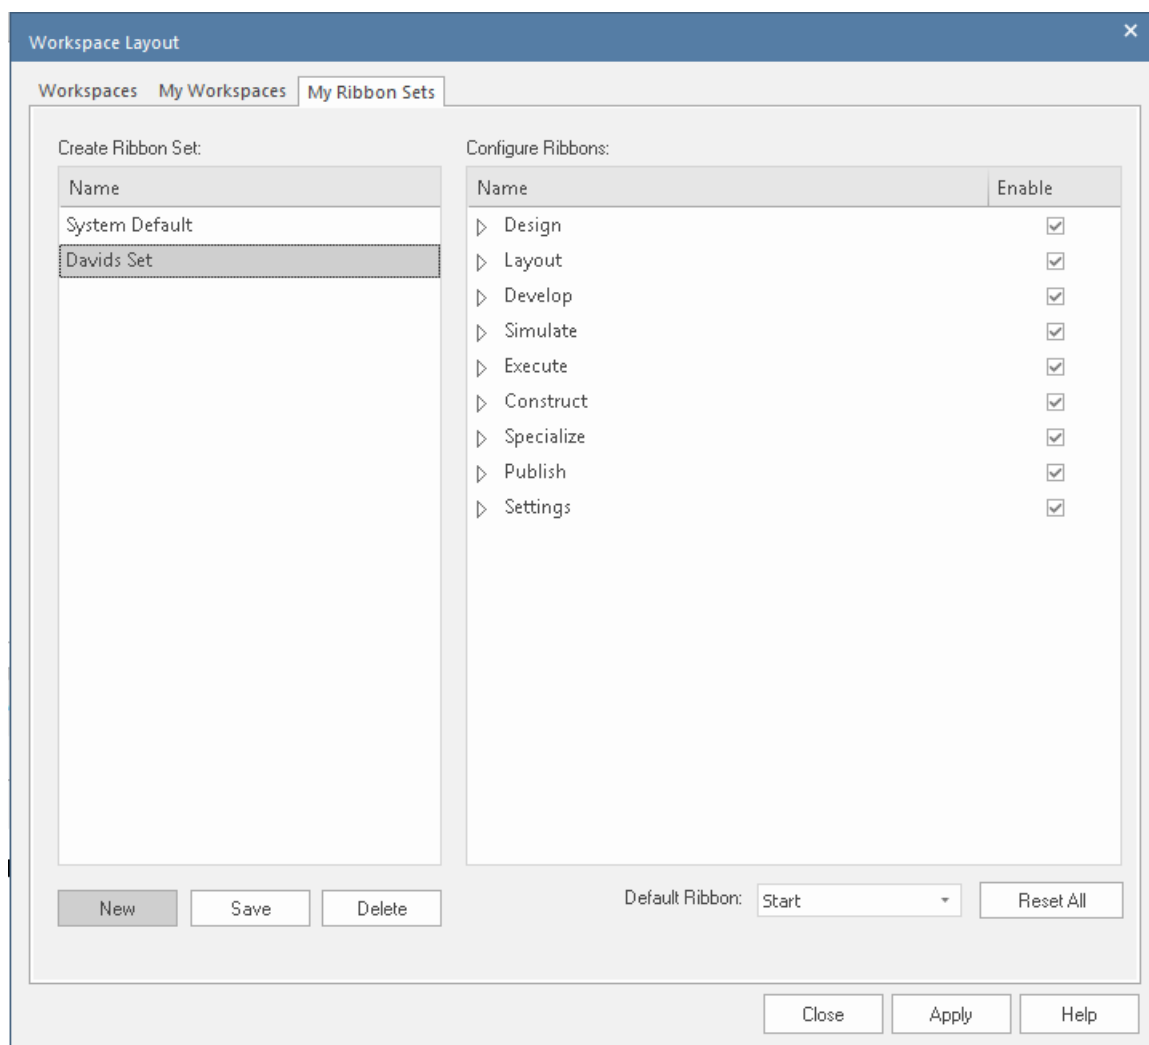 Workspace Layout
Workspaces My Workspaces My Ribbon Sets
Create Ribbon Set:
Name
System Default
Davids Set
New Save Delete
Configure Ribbons:
Name Enable
Design
Layout
Develop
Simulate
Execute
Construct
Specialize
Publish
Settings
Default Ribbon: Start Reset All
Close Apply Help